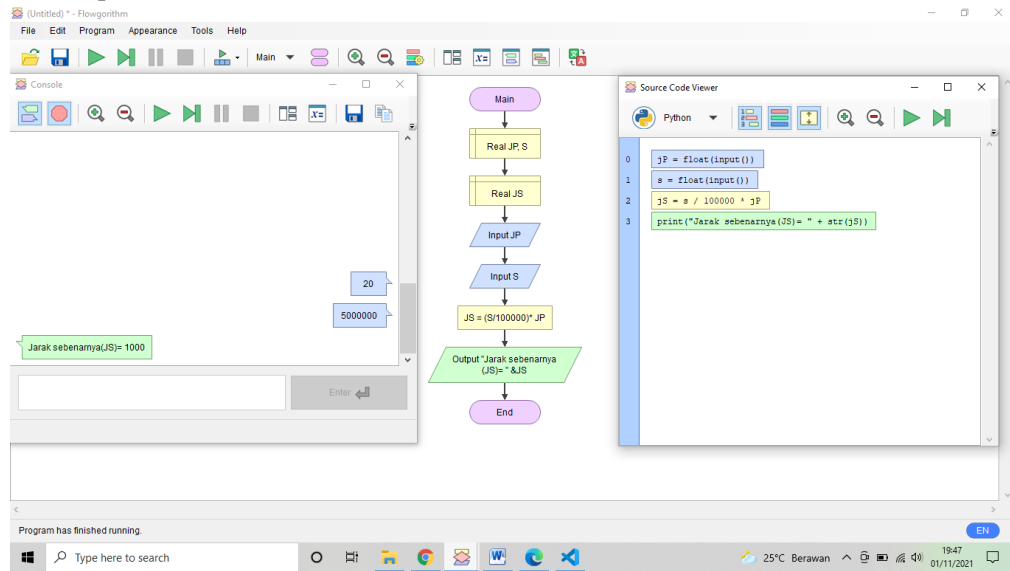 (Untitled) * - Flowgorithm
File Edit Program Appearance Tools Help
Main
Console
20
5000000
Jarak sebenarnya(JS)= 1000
Enter
Main
Real JP, S
Real JS
Input JP
Input S
JS = (S/100000)* JP
Output "Jarak sebenarnya
(JS)= " &JS
End
Source Code Viewer
Python
0 jP = float(input())
1 s = float(input())
2 jS = s / 100000 * jP
3 print("Jarak sebenarnya(JS)= " + str(jS))
Program has finished running.
EN
Type here to search
25°C Berawan
19:47
01/11/2021